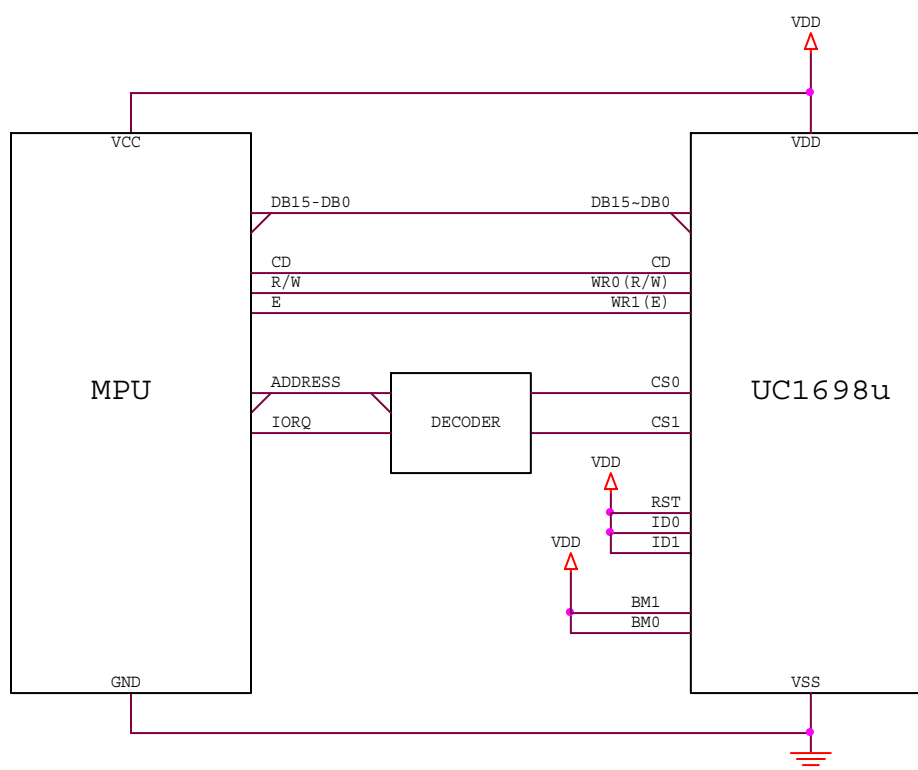 VDD
VCC VDD
DB15-DB0 DB15~DB0
CD CD
R/W WR0(R/W)
E WR1(E)
MPU ADDRESS CS0 UC1698u
IORQ DECODER CS1
VDD
RST
ID0
VDD ID1
BM1
BM0
GND VSS